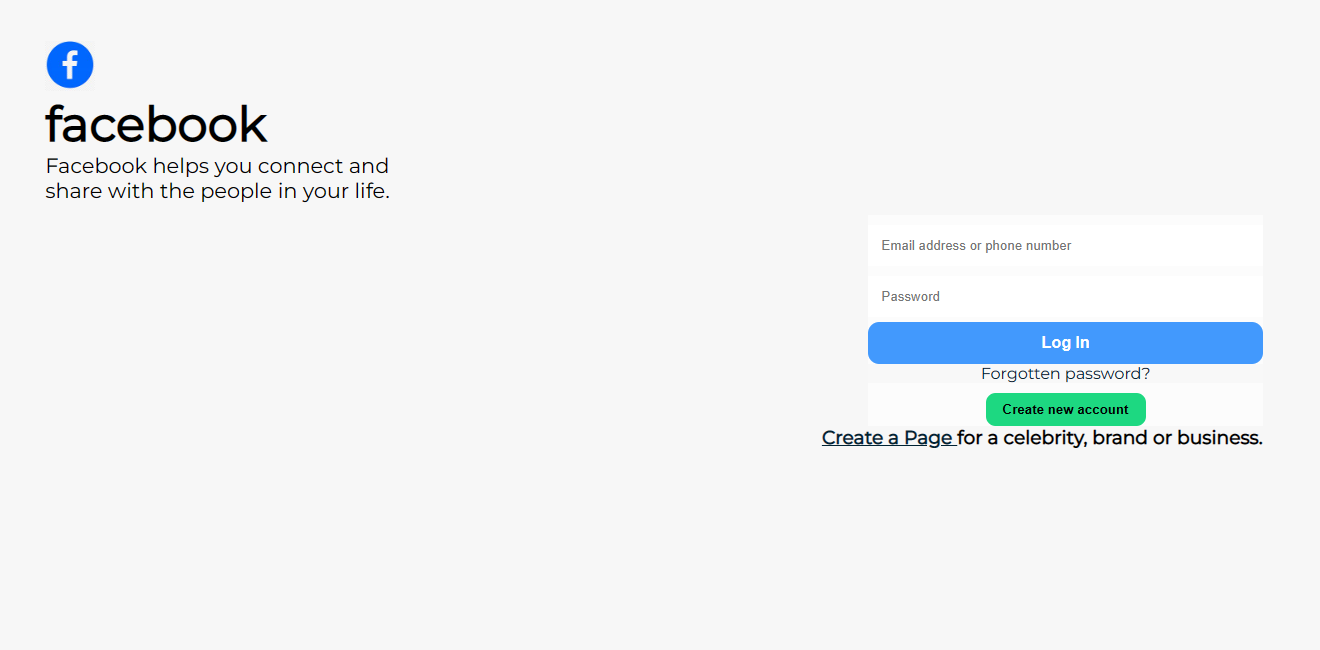 f
facebook
Facebook helps you connect and
share with the people in your life.
Email address or phone number
Password
Log In
Forgotten password?
Create new account
Create a Page for a celebrity, brand or business.